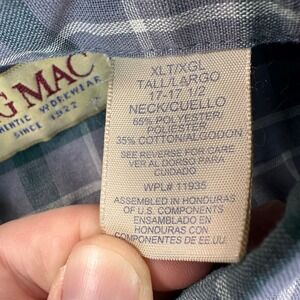 G MAC
AUTHENTIC WORKWEAR
SINCE 1922
XLT/XGL
TALL/LARGO
17-17 1/2
NECK/CUELLO
65% POLYESTER/
POLIESTER
35% COTTON/ALGODON
SEE REVERSE FOR CARE
VER AL DORSO PARA
CUIDADO
WPL# 11935
ASSEMBLED IN HONDURAS
OF U.S. COMPONENTS
ENSAMBLADO EN
HONDURAS CON
COMPONENTES DE EE.UU.